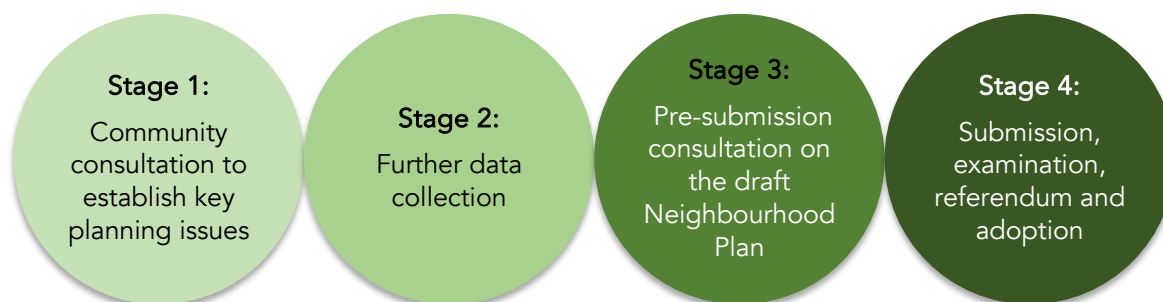 Stage 1:
Community
consultation to
establish key
planning issues
Stage 2:
Further data
collection
Stage 3:
Pre-submission
consultation on
the draft
Neighbourhood
Plan
Stage 4:
Submission,
examination,
referendum and
adoption